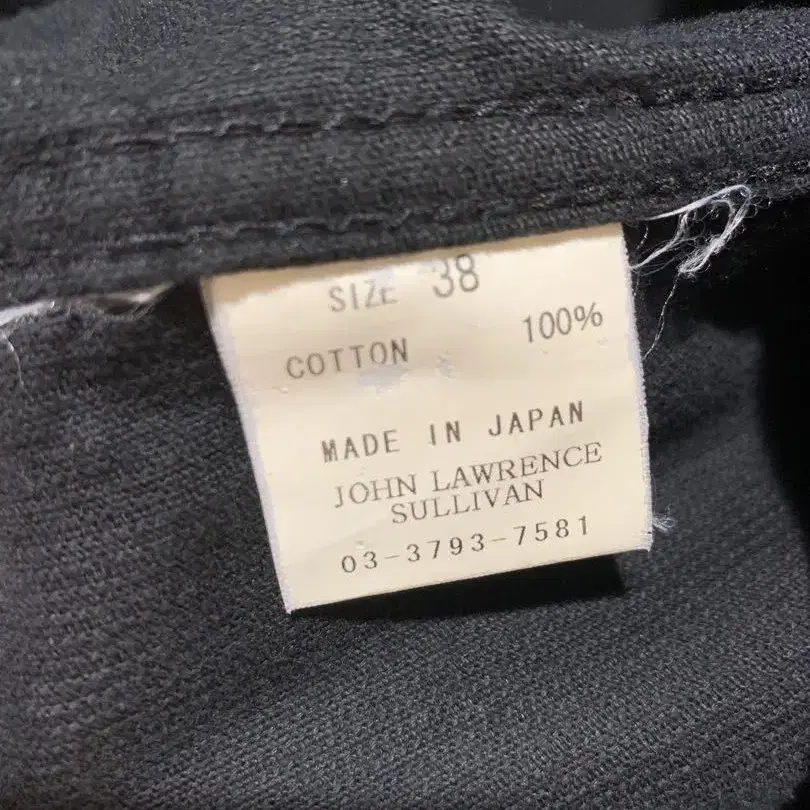 SIZE 38
COTTON 100%
MADE IN JAPAN
JOHN LAWRENCE
SULLIVAN
03-3793-7581